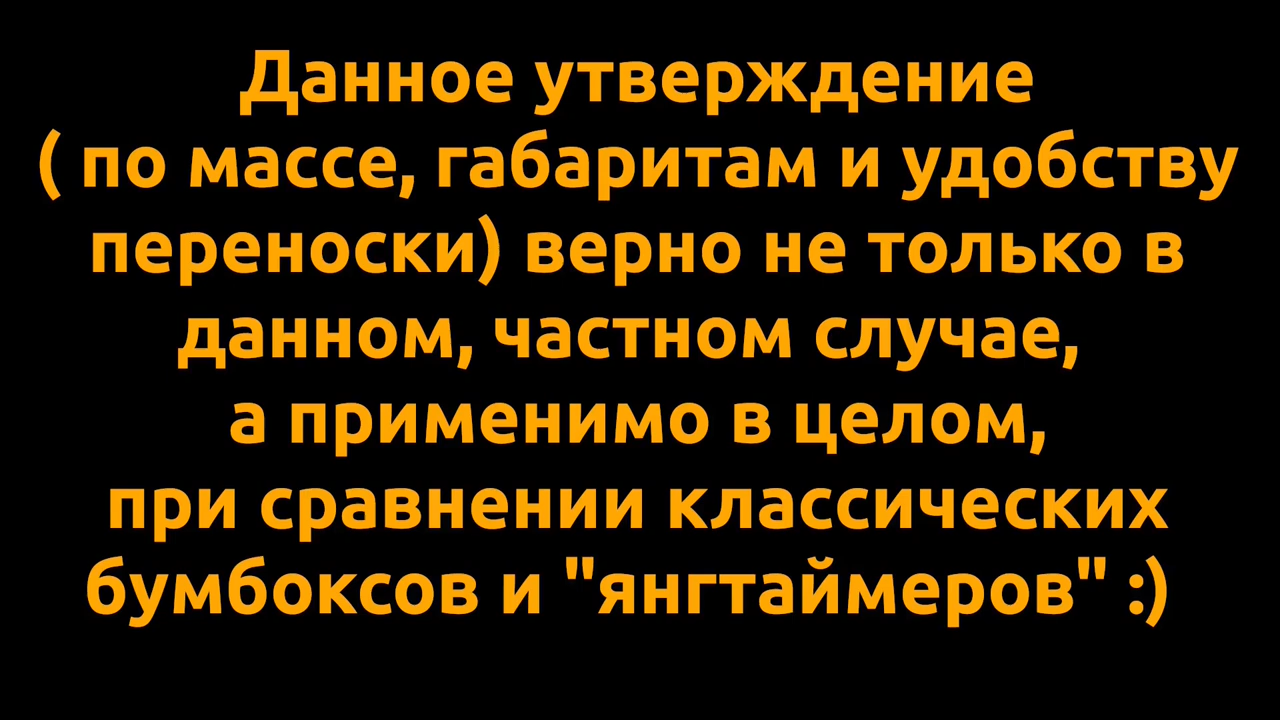 Данное утверждение
( по массе, габаритам и удобству
переноски) верно не только в
данном, частном случае,
а применимо в целом,
при сравнении классических
бумбоксов и "янгтаймеров" :)